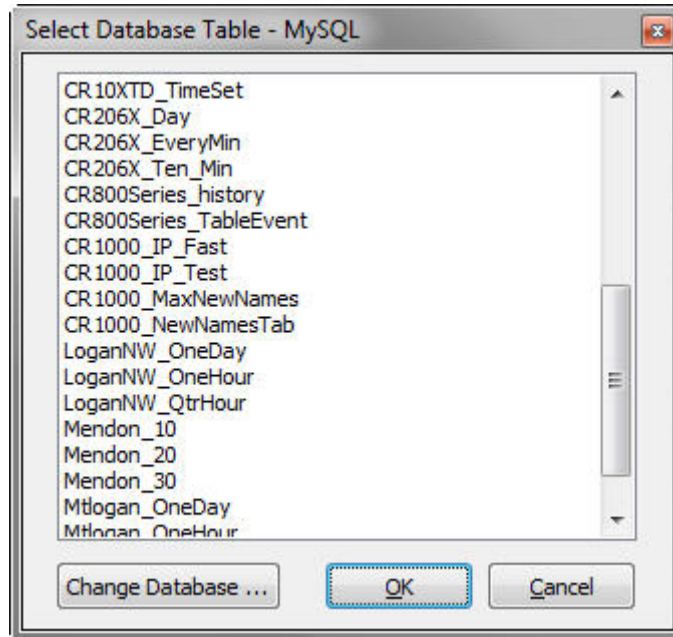 Select Database Table - MySQL
CR10XTD_TimeSet
CR206X_Day
CR206X_EveryMin
CR206X_Ten_Min
CR800Series_history
CR800Series_TableEvent
CR1000_IP_Fast
CR1000_IP_Test
CR1000_MaxNewNames
CR1000_NewNamesTab
LoganNW_OneDay
LoganNW_OneHour
LoganNW_QtrHour
Mendon_10
Mendon_20
Mendon_30
Mtlogan_OneDay
Mtlogan_OneHour
Change Database ... OK Cancel